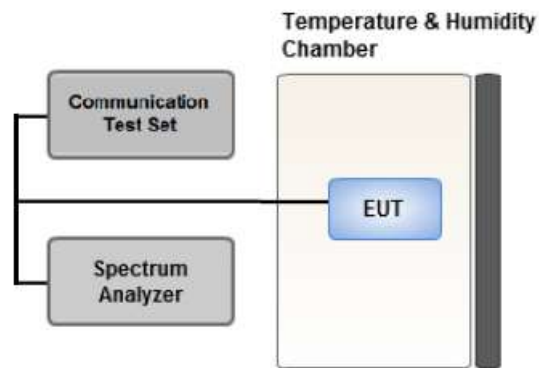 Temperature & Humidity
Chamber
Communication
Test Set
EUT
Spectrum
Analyzer